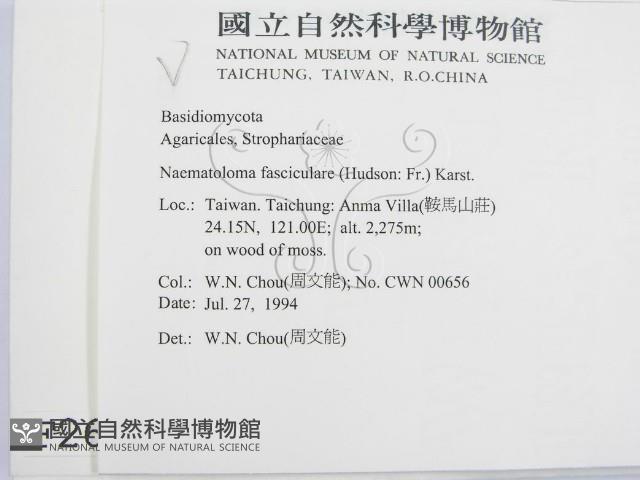 國立自然科學博物館
NATIONAL MUSEUM OF NATURAL SCIENCE
TAICHUNG, TAIWAN, R.O.CHINA
Basidiomycota
Agaricales, Strophariaceae
Naematoloma fasciculare (Hudson: Fr.) Karst.
Loc.: Taiwan. Taichung: Anma Villa(鞍馬山莊)
24.15N, 121.00E; alt. 2,275m;
on wood of moss.
Col.: W.N. Chou(周文能); No. CWN 00656
Date: Jul. 27, 1994
Det.: W.N. Chou(周文能)
國立自然科學博物館
NATIONAL MUSEUM OF NATURAL SCIENCE